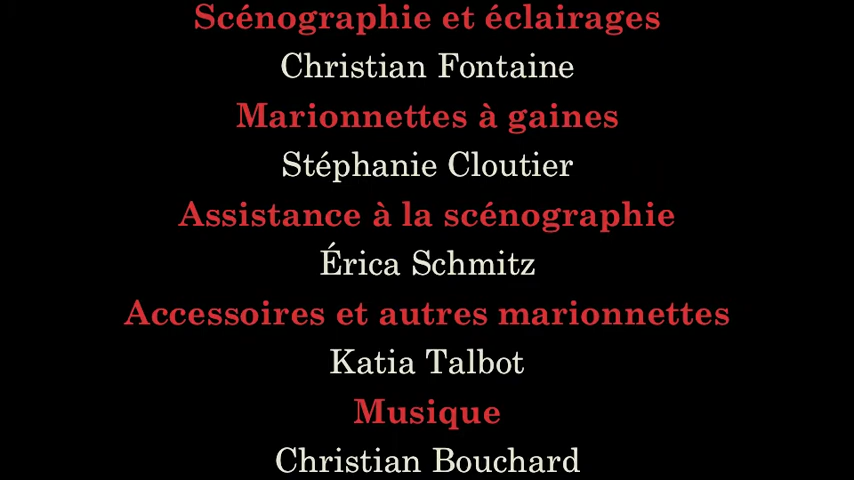 Scénographie et éclairages
Christian Fontaine
Marionnettes à gaines
Stéphanie Cloutier
Assistance à la scénographie
Érica Schmitz
Accessoires et autres marionnettes
Katia Talbot
Musique
Christian Bouchard